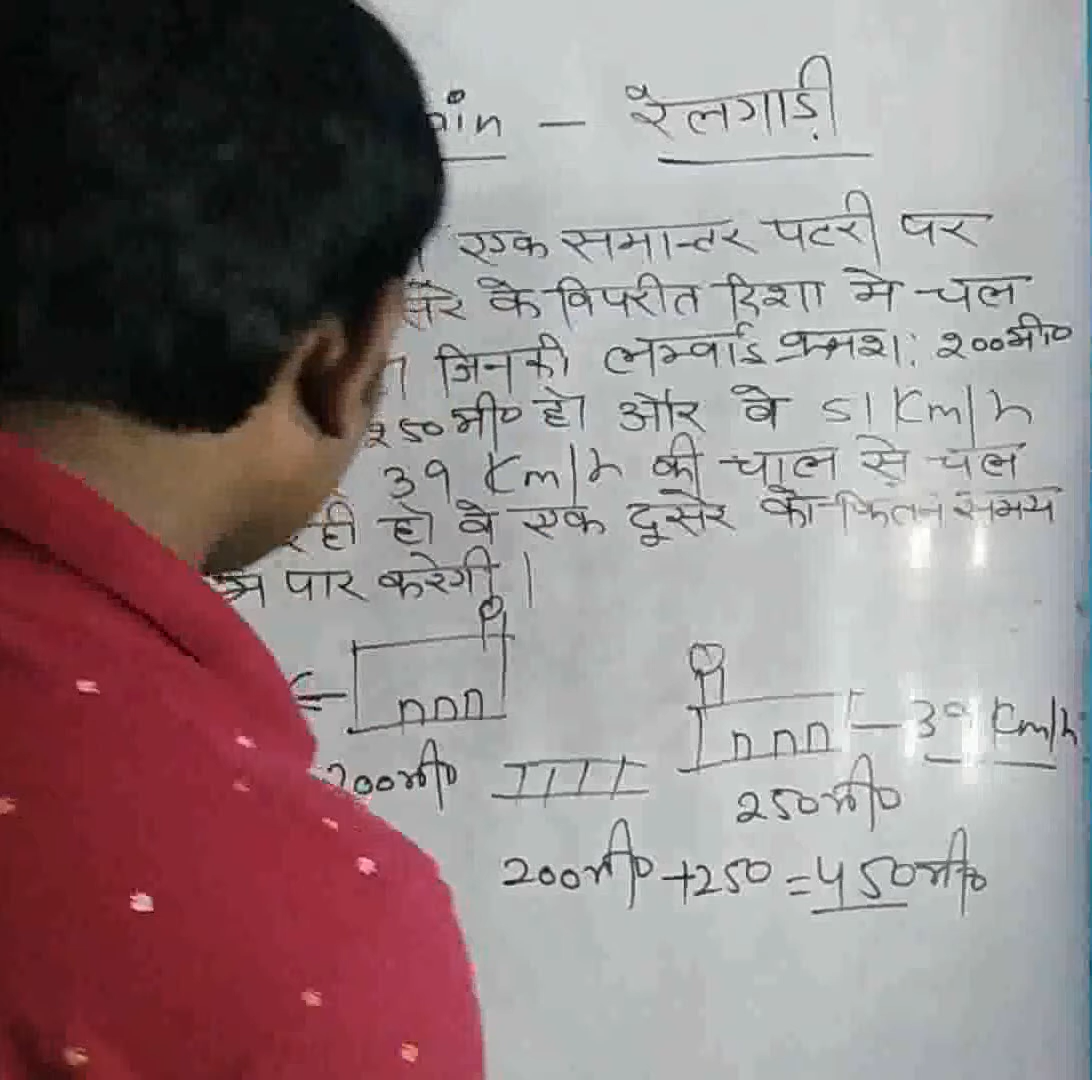 ain — रेलगाड़ी
एक समान्तर पटरी पर
सरे के विपरीत दिशा मे चल
जिनकी लम्बाई क्रमश: 200मी०
250 मी० हो और वे 51 Km/h
39 Km/h की चाल से चल
रही हो वे एक दूसरे को कितने समय
मे पार करेगी |
39 Km/h
200मी०
250मी०
200मी० + 250 = 450मी०